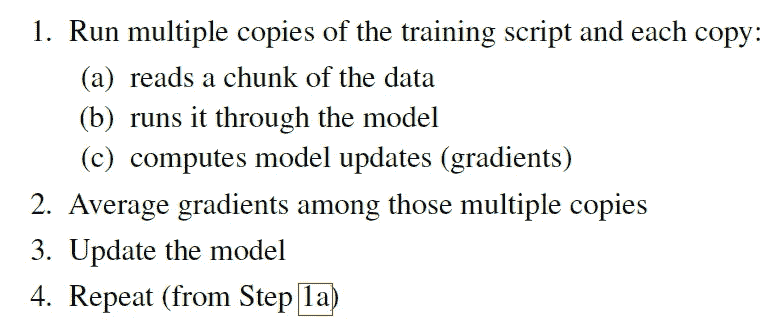 1. Run multiple copies of the training script and each copy:
(a) reads a chunk of the data
(b) runs it through the model
(c) computes model updates (gradients)
2. Average gradients among those multiple copies
3. Update the model
4. Repeat (from Step 1a)